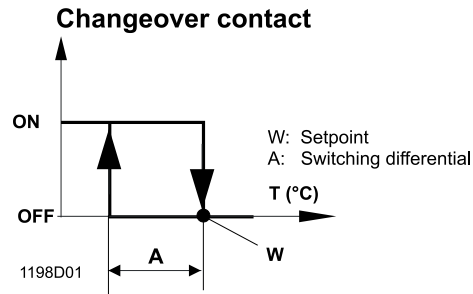 Changeover contact
ON
W: Setpoint
A: Switching differential
T (°C)
OFF
W
A
1198D01